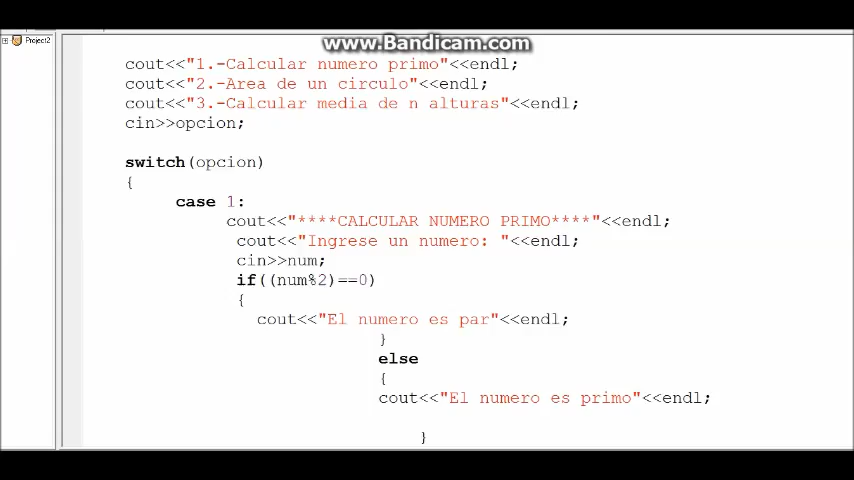 www.Bandicam.com
Project2
cout<<"1.-Calcular numero primo"<<endl;
cout<<"2.-Area de un circulo"<<endl;
cout<<"3.-Calcular media de n alturas"<<endl;
cin>>opcion;
switch(opcion)
{
case 1:
cout<<"****CALCULAR NUMERO PRIMO****"<<endl;
cout<<"Ingrese un numero: "<<endl;
cin>>num;
if((num%2)==0)
{
cout<<"El numero es par"<<endl;
}
else
{
cout<<"El numero es primo"<<endl;
}